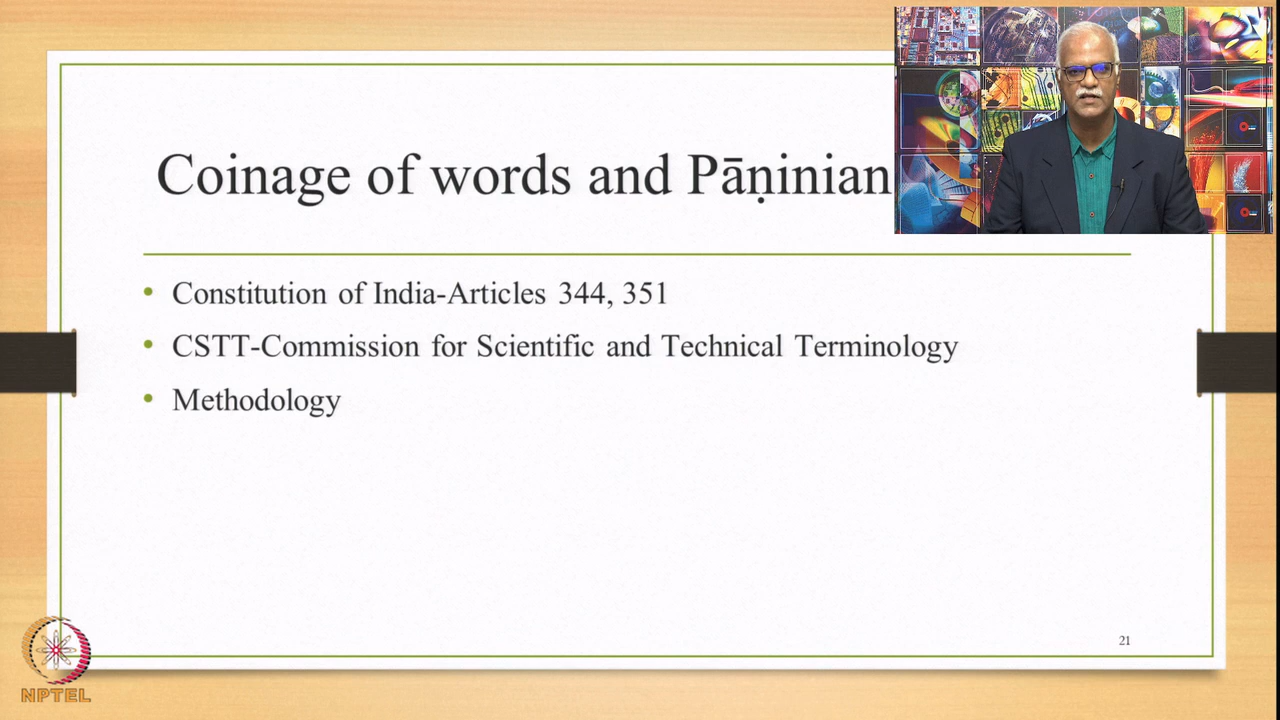 Coinage of words and Pāṇinian
• Constitution of India-Articles 344, 351
• CSTT-Commission for Scientific and Technical Terminology
• Methodology
21
NPTEL